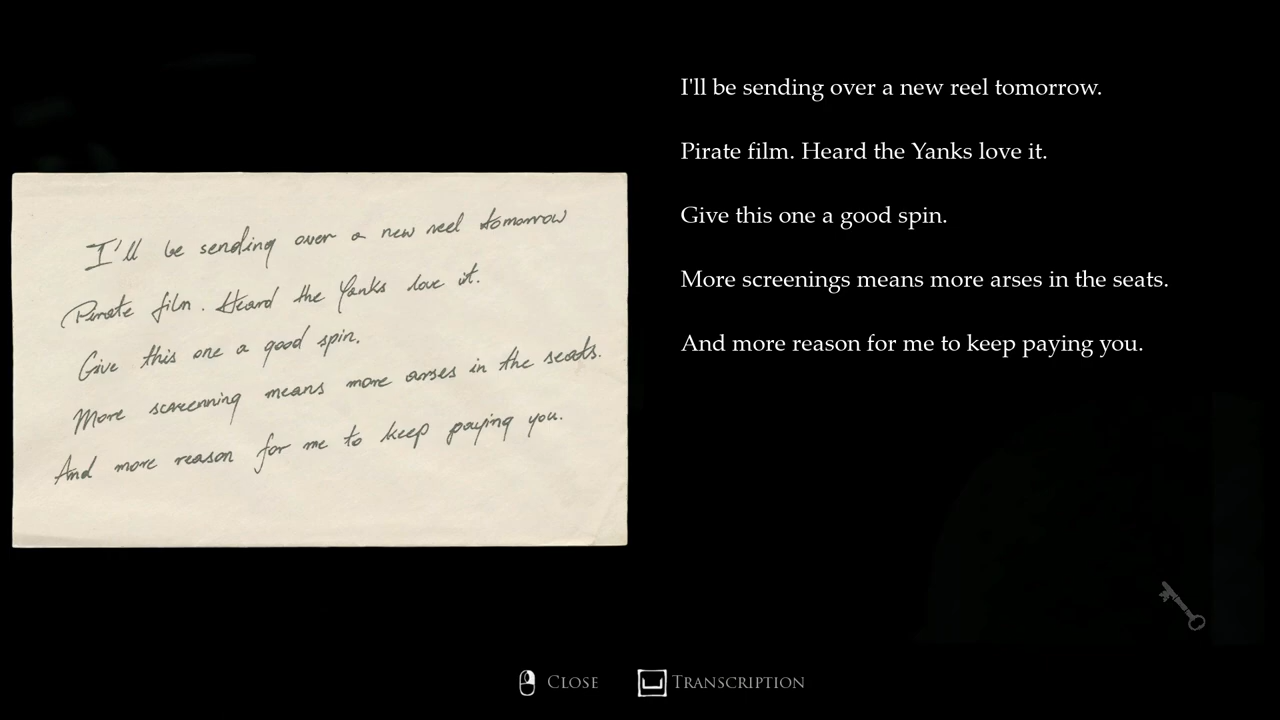 I'll be sending over a new reel tomorrow
Pirate film. Heard the Yanks love it.
Give this one a good spin.
More screenning means more arses in the seats.
And more reason for me to keep paying you.
I'll be sending over a new reel tomorrow.
Pirate film. Heard the Yanks love it.
Give this one a good spin.
More screenings means more arses in the seats.
And more reason for me to keep paying you.
Close
Transcription